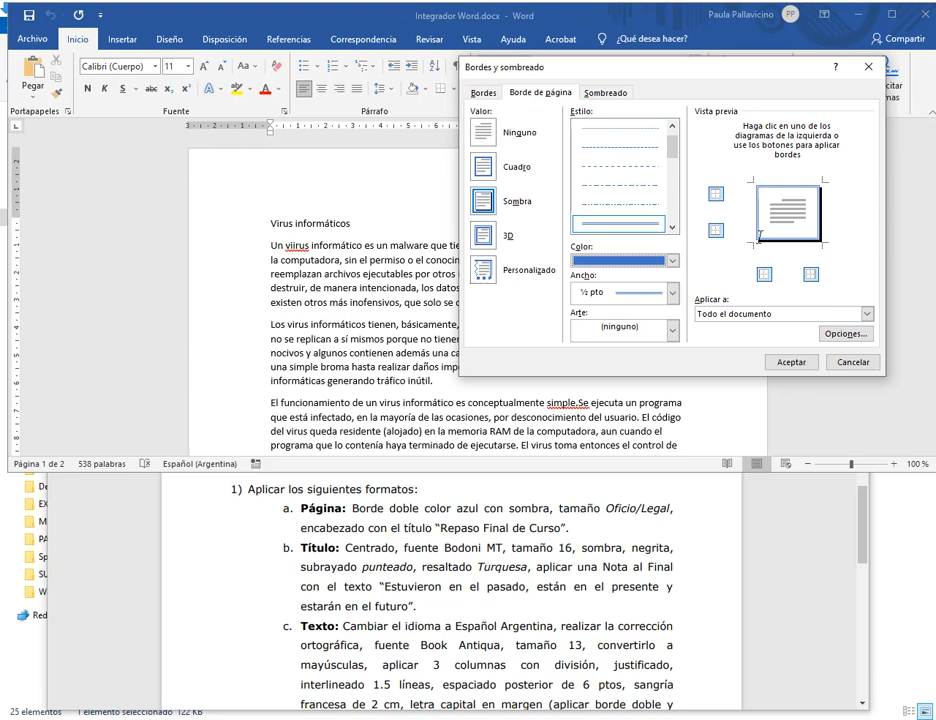 Integrador Word.docx - Word
Paula Pallavicino PP
Archivo Inicio Insertar Diseño Disposición Referencias Correspondencia Revisar Vista Ayuda Acrobat ¿Qué desea hacer? Compartir
Pegar
Calibri (Cuerpo) 11
N K S abc x₂ x²
Portapapeles Fuente Párrafo
Bordes y sombreado
Bordes Borde de página Sombreado
Valor:
Ninguno
Cuadro
Sombra
3D
Personalizado
Estilo:
Color:
Ancho:
½ pto
Arte:
(ninguno)
Vista previa
Haga clic en uno de los
diagramas de la izquierda o
use los botones para aplicar
bordes
Aplicar a:
Todo el documento
Opciones...
Aceptar Cancelar
Virus informáticos
Un viirus informático es un malware que tie
la computadora, sin el permiso o el conocin
reemplazan archivos ejecutables por otros i
destruir, de manera intencionada, los datos
existen otros más inofensivos, que solo se c
Los virus informáticos tienen, básicamente,
no se replican a sí mismos porque no tienen
nocivos y algunos contienen además una ca
una simple broma hasta realizar daños impo
informáticas generando tráfico inútil.
El funcionamiento de un virus informático es conceptualmente simple.Se ejecuta un programa
que está infectado, en la mayoría de las ocasiones, por desconocimiento del usuario. El código
del virus queda residente (alojado) en la memoria RAM de la computadora, aun cuando el
programa que lo contenía haya terminado de ejecutarse. El virus toma entonces el control de
Página 1 de 2 538 palabras Español (Argentina) 100 %
1) Aplicar los siguientes formatos:
a. Página: Borde doble color azul con sombra, tamaño Oficio/Legal,
encabezado con el título “Repaso Final de Curso”.
b. Título: Centrado, fuente Bodoni MT, tamaño 16, sombra, negrita,
subrayado punteado, resaltado Turquesa, aplicar una Nota al Final
con el texto “Estuvieron en el pasado, están en el presente y
estarán en el futuro”.
c. Texto: Cambiar el idioma a Español Argentina, realizar la corrección
ortográfica, fuente Book Antiqua, tamaño 13, convertirlo a
mayúsculas, aplicar 3 columnas con división, justificado,
interlineado 1.5 líneas, espaciado posterior de 6 ptos, sangría
francesa de 2 cm, letra capital en margen (aplicar borde doble y
De
EX
M
PA
Sp
SU
W
Red
25 elementos 1 elemento seleccionado 122 KB